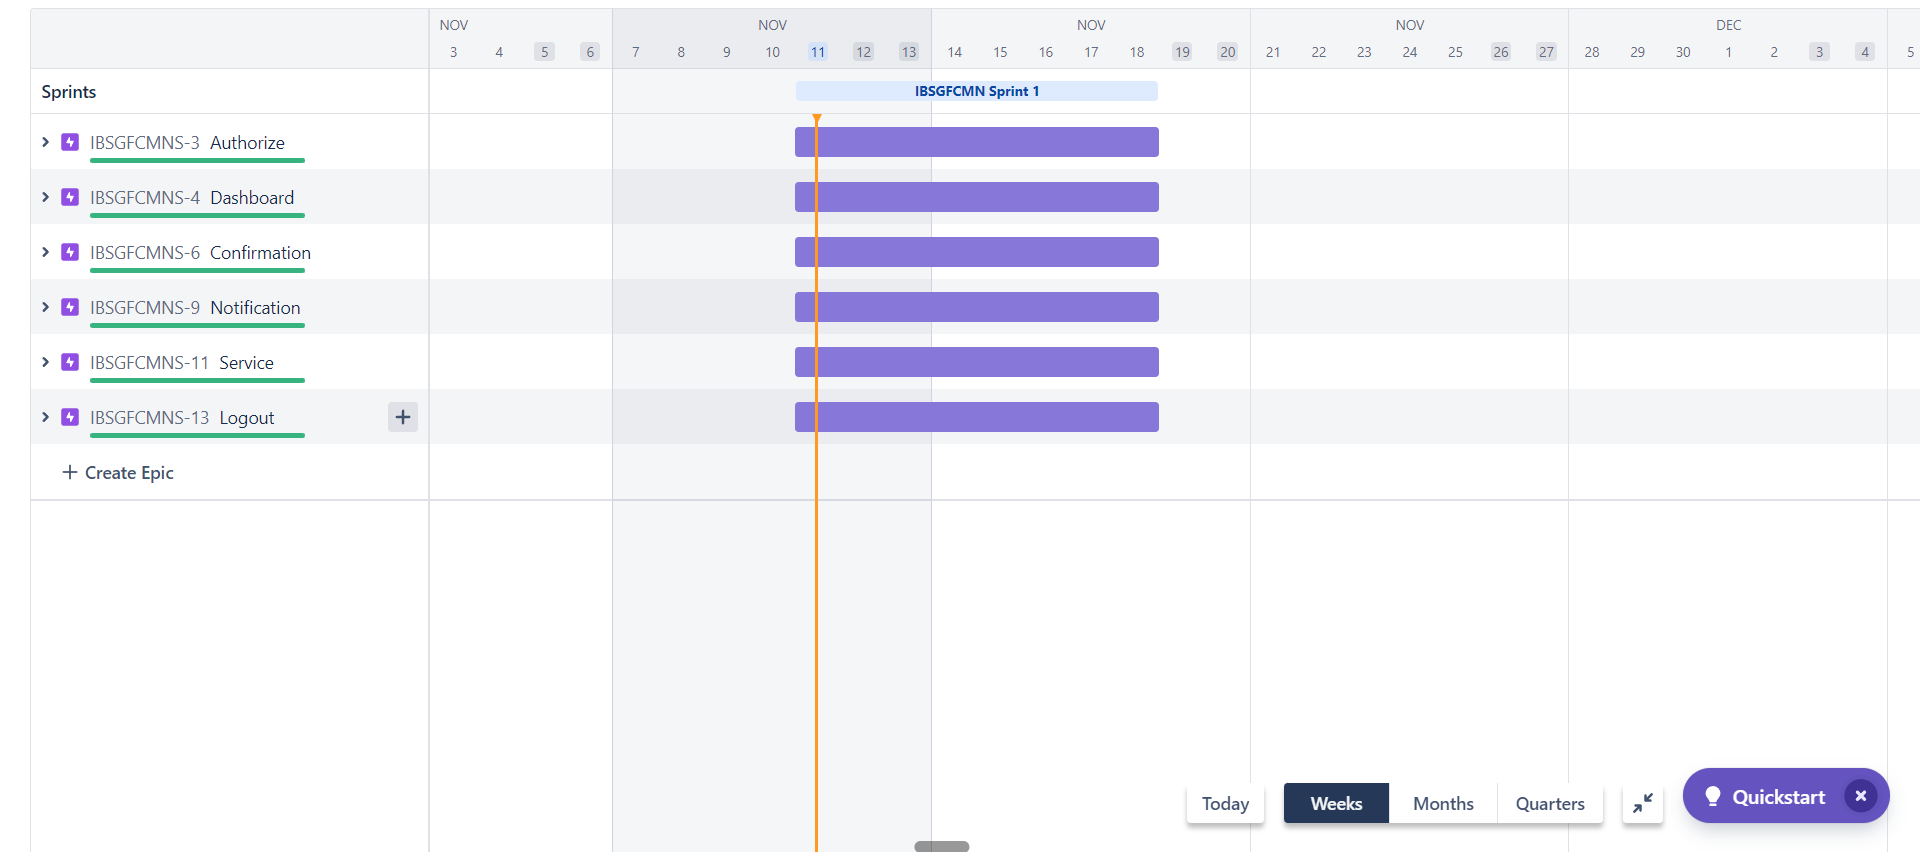 NOV NOV NOV NOV DEC
3 4 5 6 7 8 9 10 11 12 13 14 15 16 17 18 19 20 21 22 23 24 25 26 27 28 29 30 1 2 3 4 5
Sprints IBSGFCMN Sprint 1
IBSGFCMNS-3 Authorize
IBSGFCMNS-4 Dashboard
IBSGFCMNS-6 Confirmation
IBSGFCMNS-9 Notification
IBSGFCMNS-11 Service
IBSGFCMNS-13 Logout +
+ Create Epic
Today Weeks Months Quarters Quickstart